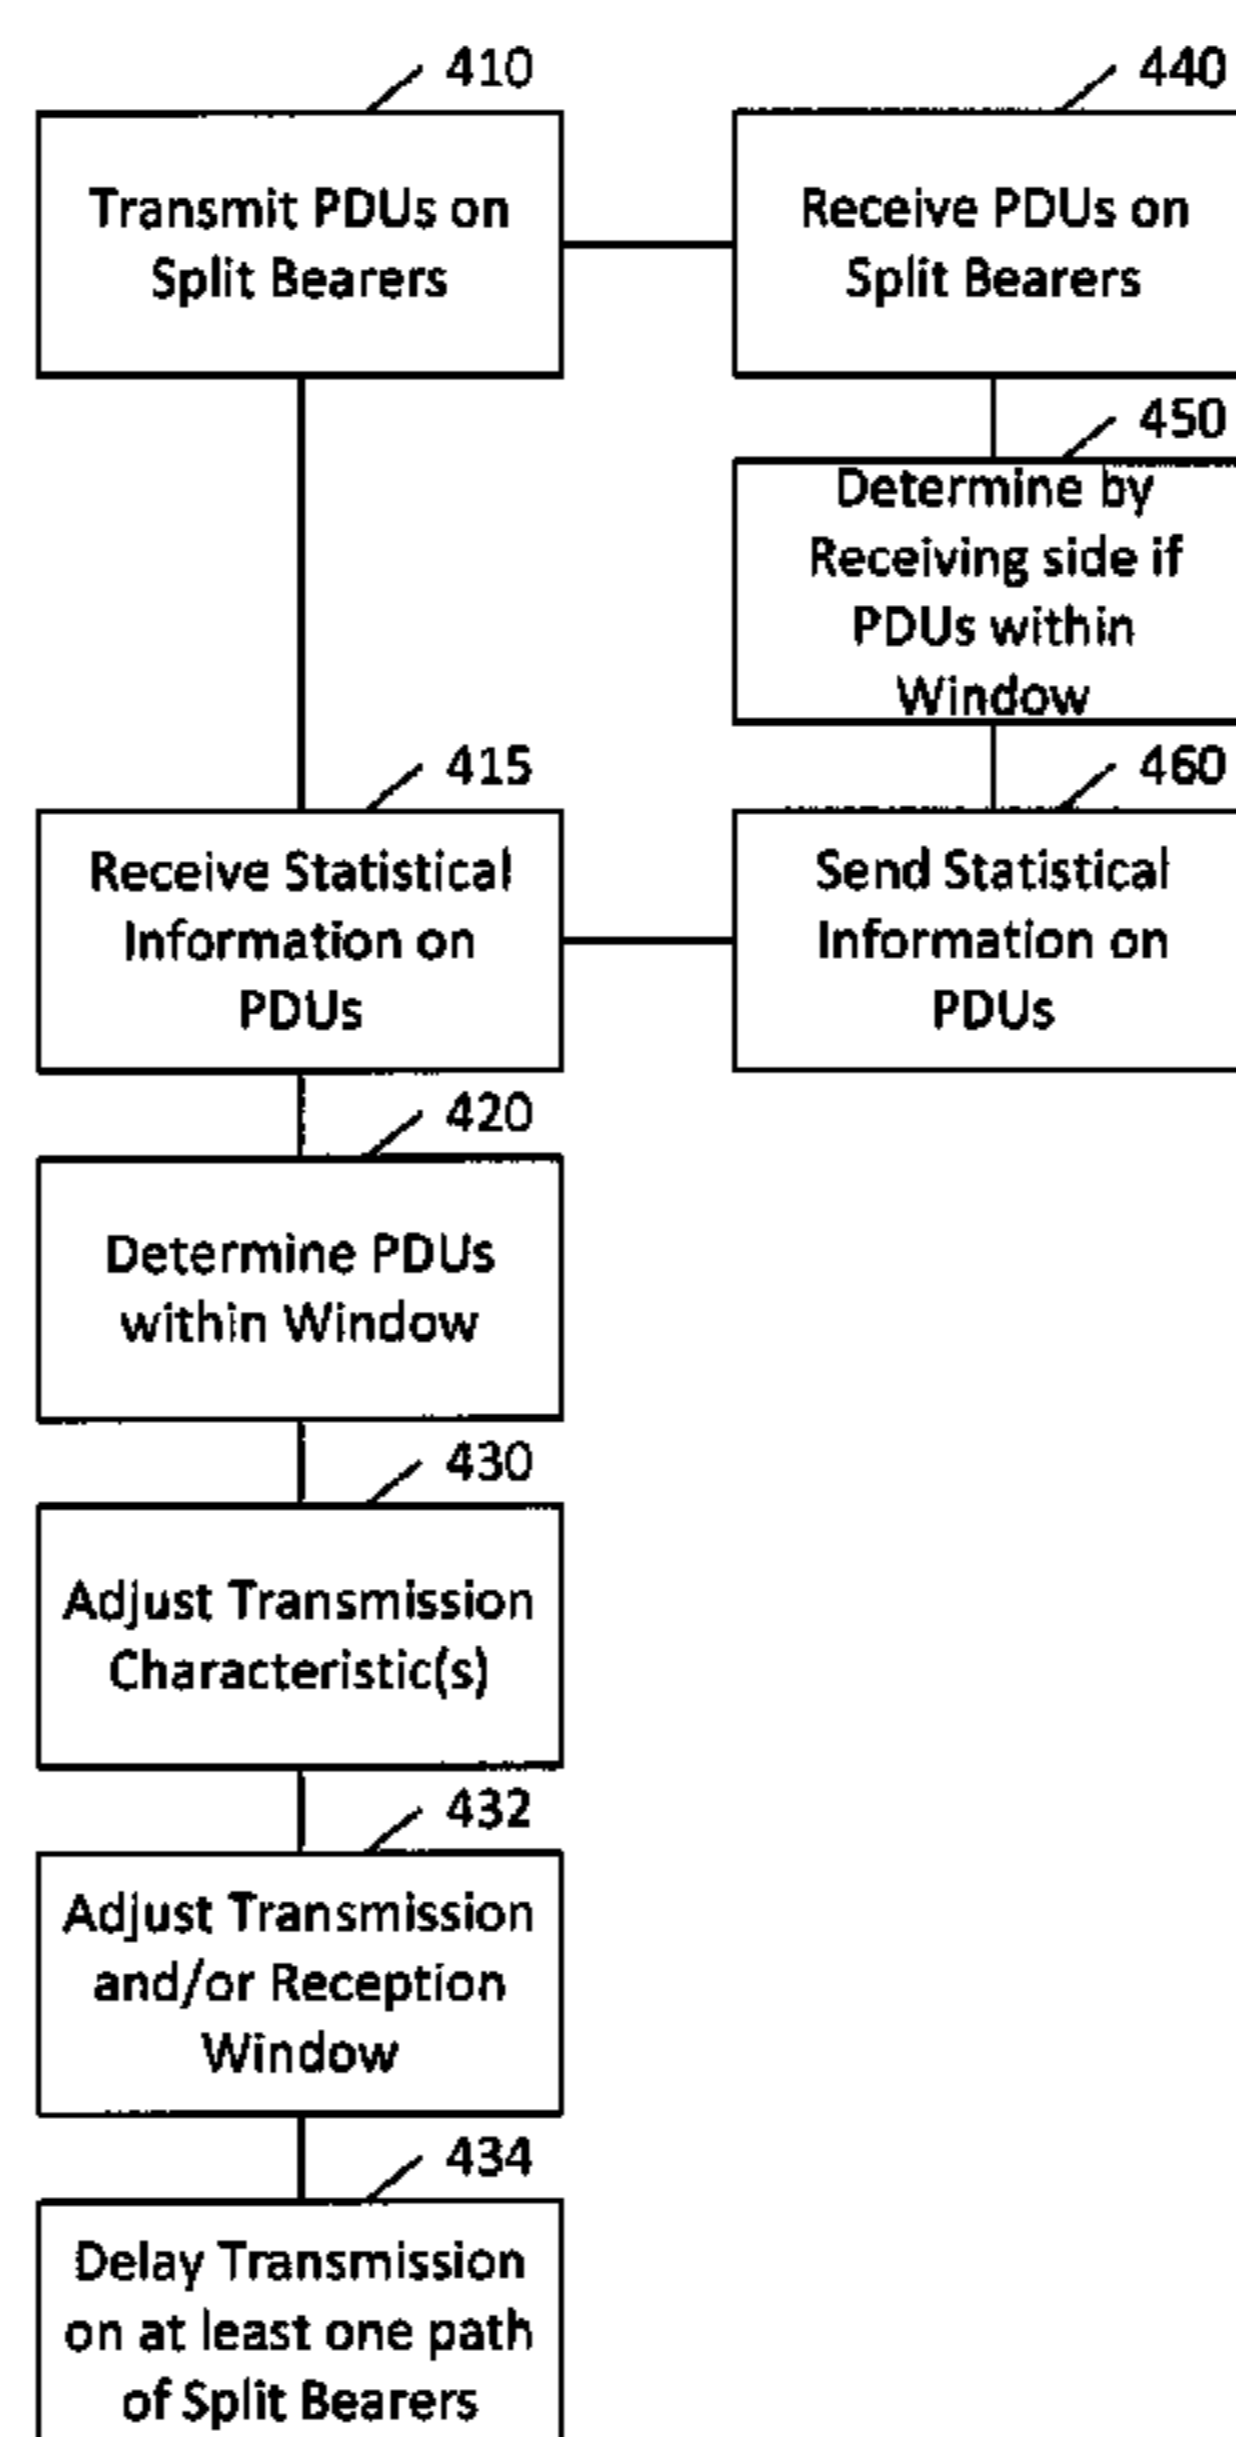 410
Transmit PDUs on
Split Bearers
440
Receive PDUs on
Split Bearers
450
Determine by
Receiving side if
PDUs within
Window
415
Receive Statistical
Information on
PDUs
460
Send Statistical
Information on
PDUs
420
Determine PDUs
within Window
430
Adjust Transmission
Characteristic(s)
432
Adjust Transmission
and/or Reception
Window
434
Delay Transmission
on at least one path
of Split Bearers